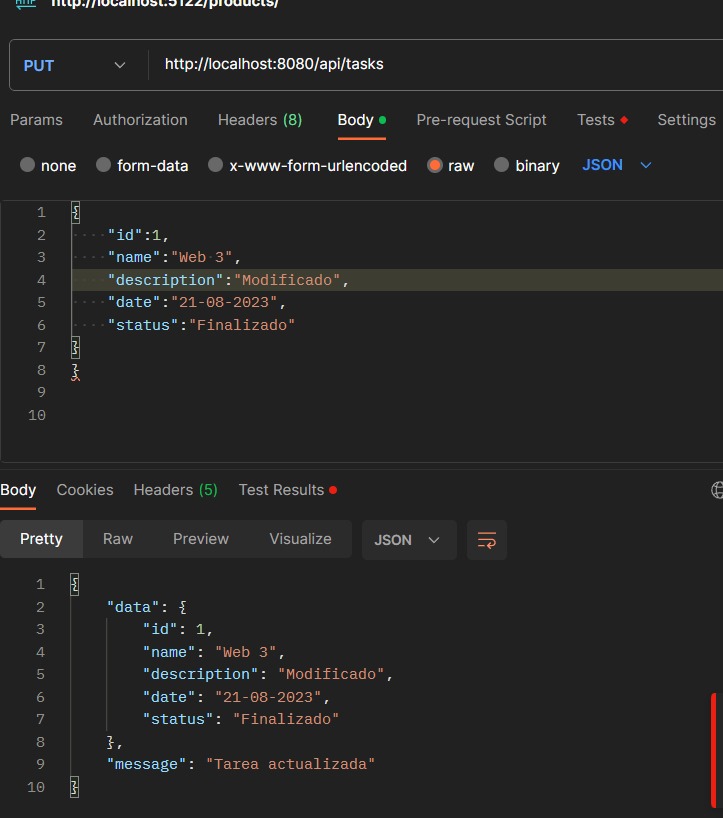 HTTP http://localhost:5122/products/
PUT http://localhost:8080/api/tasks
Params Authorization Headers (8) Body Pre-request Script Tests Settings
none form-data x-www-form-urlencoded raw binary JSON
1 {
2 "id":1,
3 "name":"Web 3",
4 "description":"Modificado",
5 "date":"21-08-2023",
6 "status":"Finalizado"
7 }
8 }
9
10
Body Cookies Headers (5) Test Results
Pretty Raw Preview Visualize JSON
1 {
2 "data": {
3 "id": 1,
4 "name": "Web 3",
5 "description": "Modificado",
6 "date": "21-08-2023",
7 "status": "Finalizado"
8 },
9 "message": "Tarea actualizada"
10 }